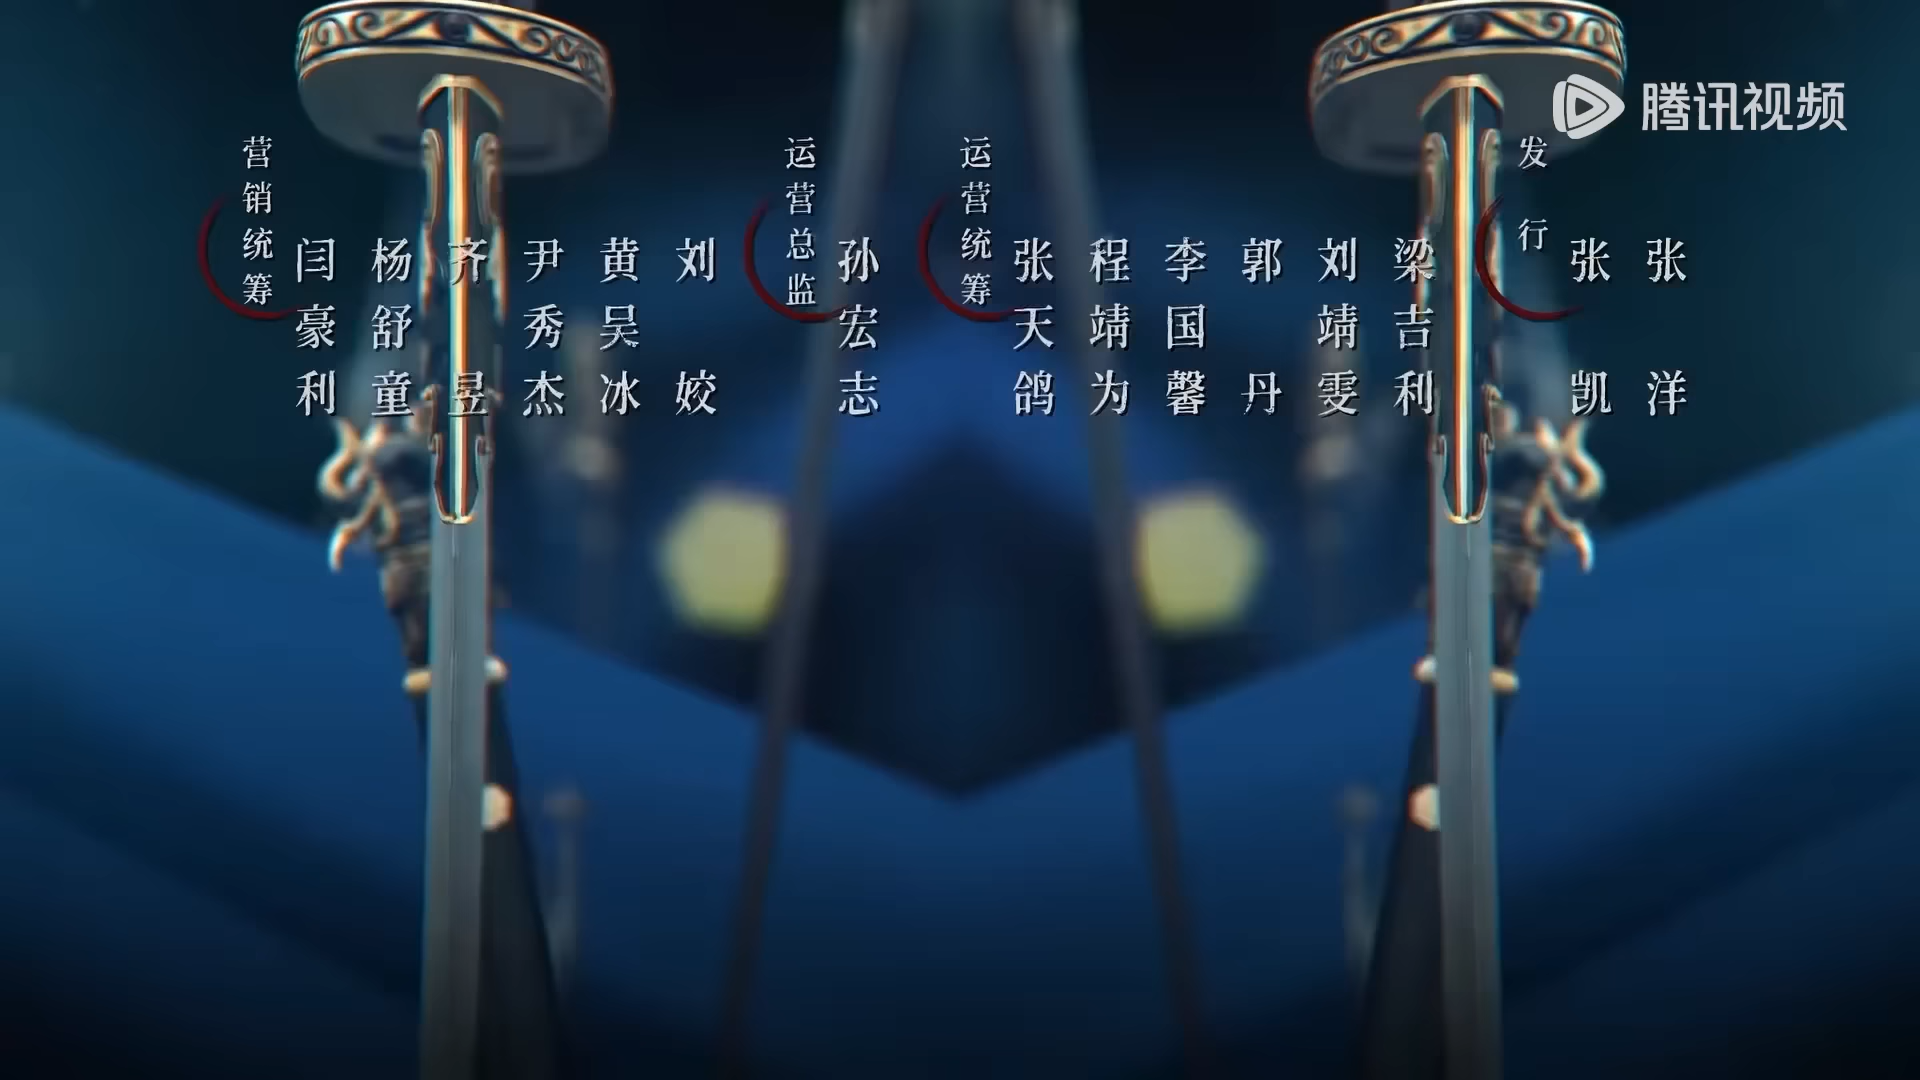 腾讯视频
营销统筹
闫豪利
杨舒童
齐昱
尹秀杰
黄吴冰
刘姣
运营总监
孙宏志
运营统筹
张天鸽
程靖为
李国馨
郭丹
刘靖雯
梁吉利
发行
张凯
张洋